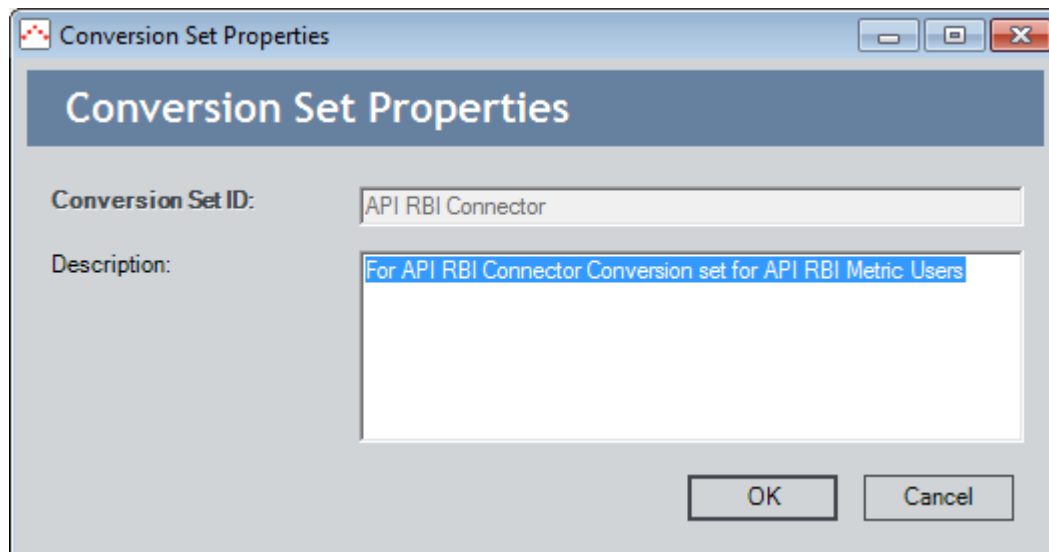 Conversion Set Properties
Conversion Set Properties
Conversion Set ID:
API RBI Connector
Description:
For API RBI Connector Conversion set for API RBI Metric Users
OK
Cancel